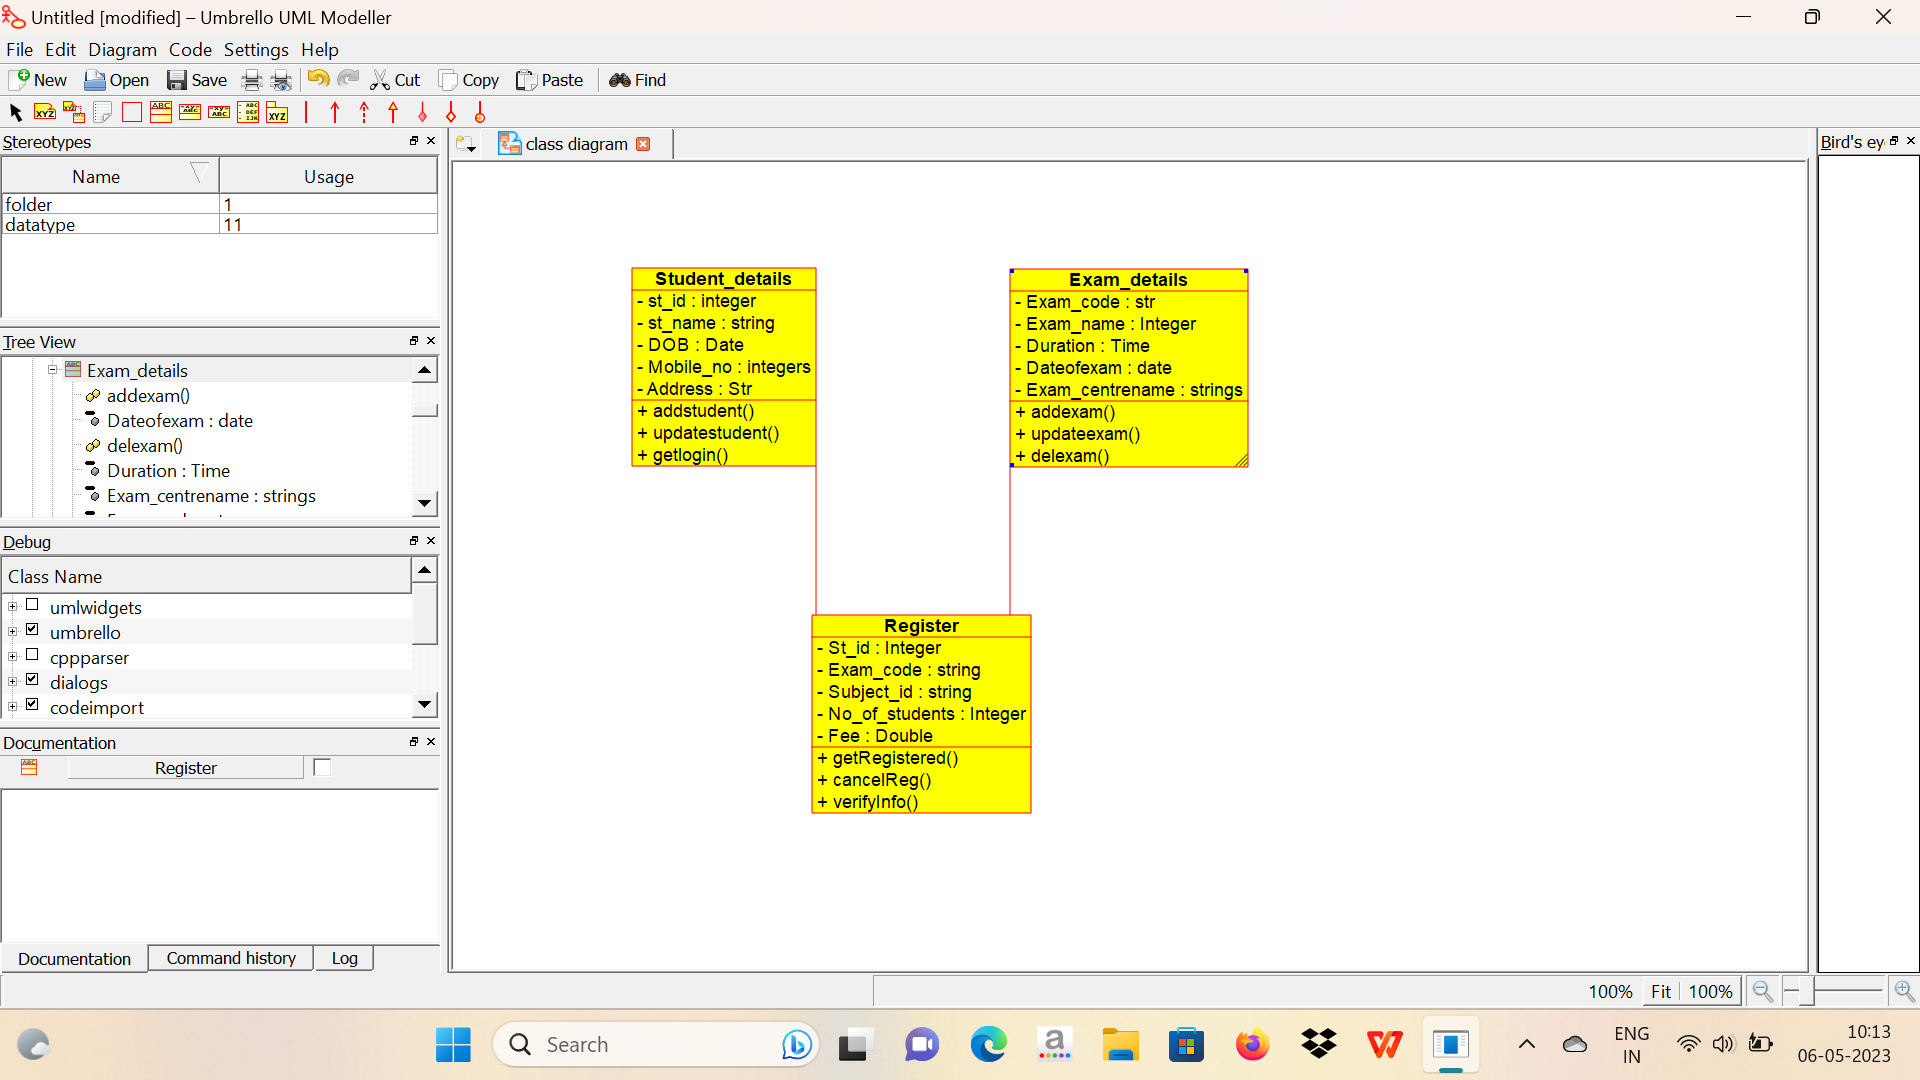 Untitled [modified] – Umbrello UML Modeller
File Edit Diagram Code Settings Help
New Open Save Cut Copy Paste Find
Stereotypes
Name Usage
folder 1
datatype 11
Tree View
Exam_details
addexam()
Dateofexam : date
delexam()
Duration : Time
Exam_centrename : strings
Debug
Class Name
umlwidgets
umbrello
cppparser
dialogs
codeimport
Documentation
Register
Documentation Command history Log
class diagram
Student_details
- st_id : integer
- st_name : string
- DOB : Date
- Mobile_no : integers
- Address : Str
+ addstudent()
+ updatestudent()
+ getlogin()
Exam_details
- Exam_code : str
- Exam_name : Integer
- Duration : Time
- Dateofexam : date
- Exam_centrename : strings
+ addexam()
+ updateexam()
+ delexam()
Register
- St_id : Integer
- Exam_code : string
- Subject_id : string
- No_of_students : Integer
- Fee : Double
+ getRegistered()
+ cancelReg()
+ verifyInfo()
Bird's ey
100% Fit 100%
Search
ENG
IN
10:13
06-05-2023